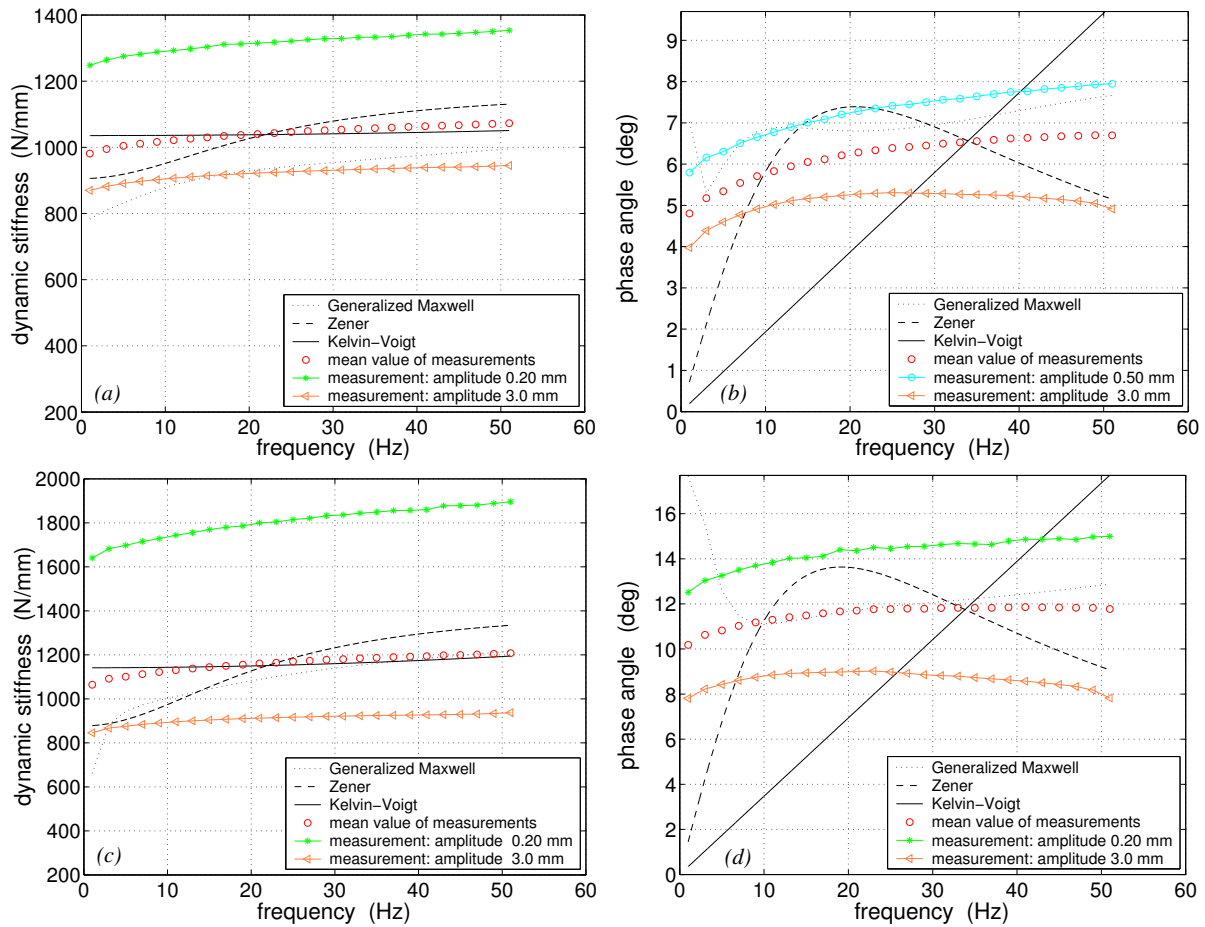 1400
1200
1000
800
600
400
200
0
10
20
30
40
50
60
dynamic stiffness (N/mm)
frequency (Hz)
Generalized Maxwell
Zener
Kelvin−Voigt
mean value of measurements
measurement: amplitude 0.20 mm
measurement: amplitude 3.0 mm
(a)
9
8
7
6
5
4
3
2
1
0
0
10
20
30
40
50
60
phase angle (deg)
frequency (Hz)
Generalized Maxwell
Zener
Kelvin−Voigt
mean value of measurements
measurement: amplitude 0.50 mm
measurement: amplitude 3.0 mm
(b)
2000
1800
1600
1400
1200
1000
800
600
400
200
0
10
20
30
40
50
60
dynamic stiffness (N/mm)
frequency (Hz)
Generalized Maxwell
Zener
Kelvin−Voigt
mean value of measurements
measurement: amplitude 0.20 mm
measurement: amplitude 3.0 mm
(c)
16
14
12
10
8
6
4
2
0
0
10
20
30
40
50
60
phase angle (deg)
frequency (Hz)
Generalized Maxwell
Zener
Kelvin−Voigt
mean value of measurements
measurement: amplitude 0.20 mm
measurement: amplitude 3.0 mm
(d)